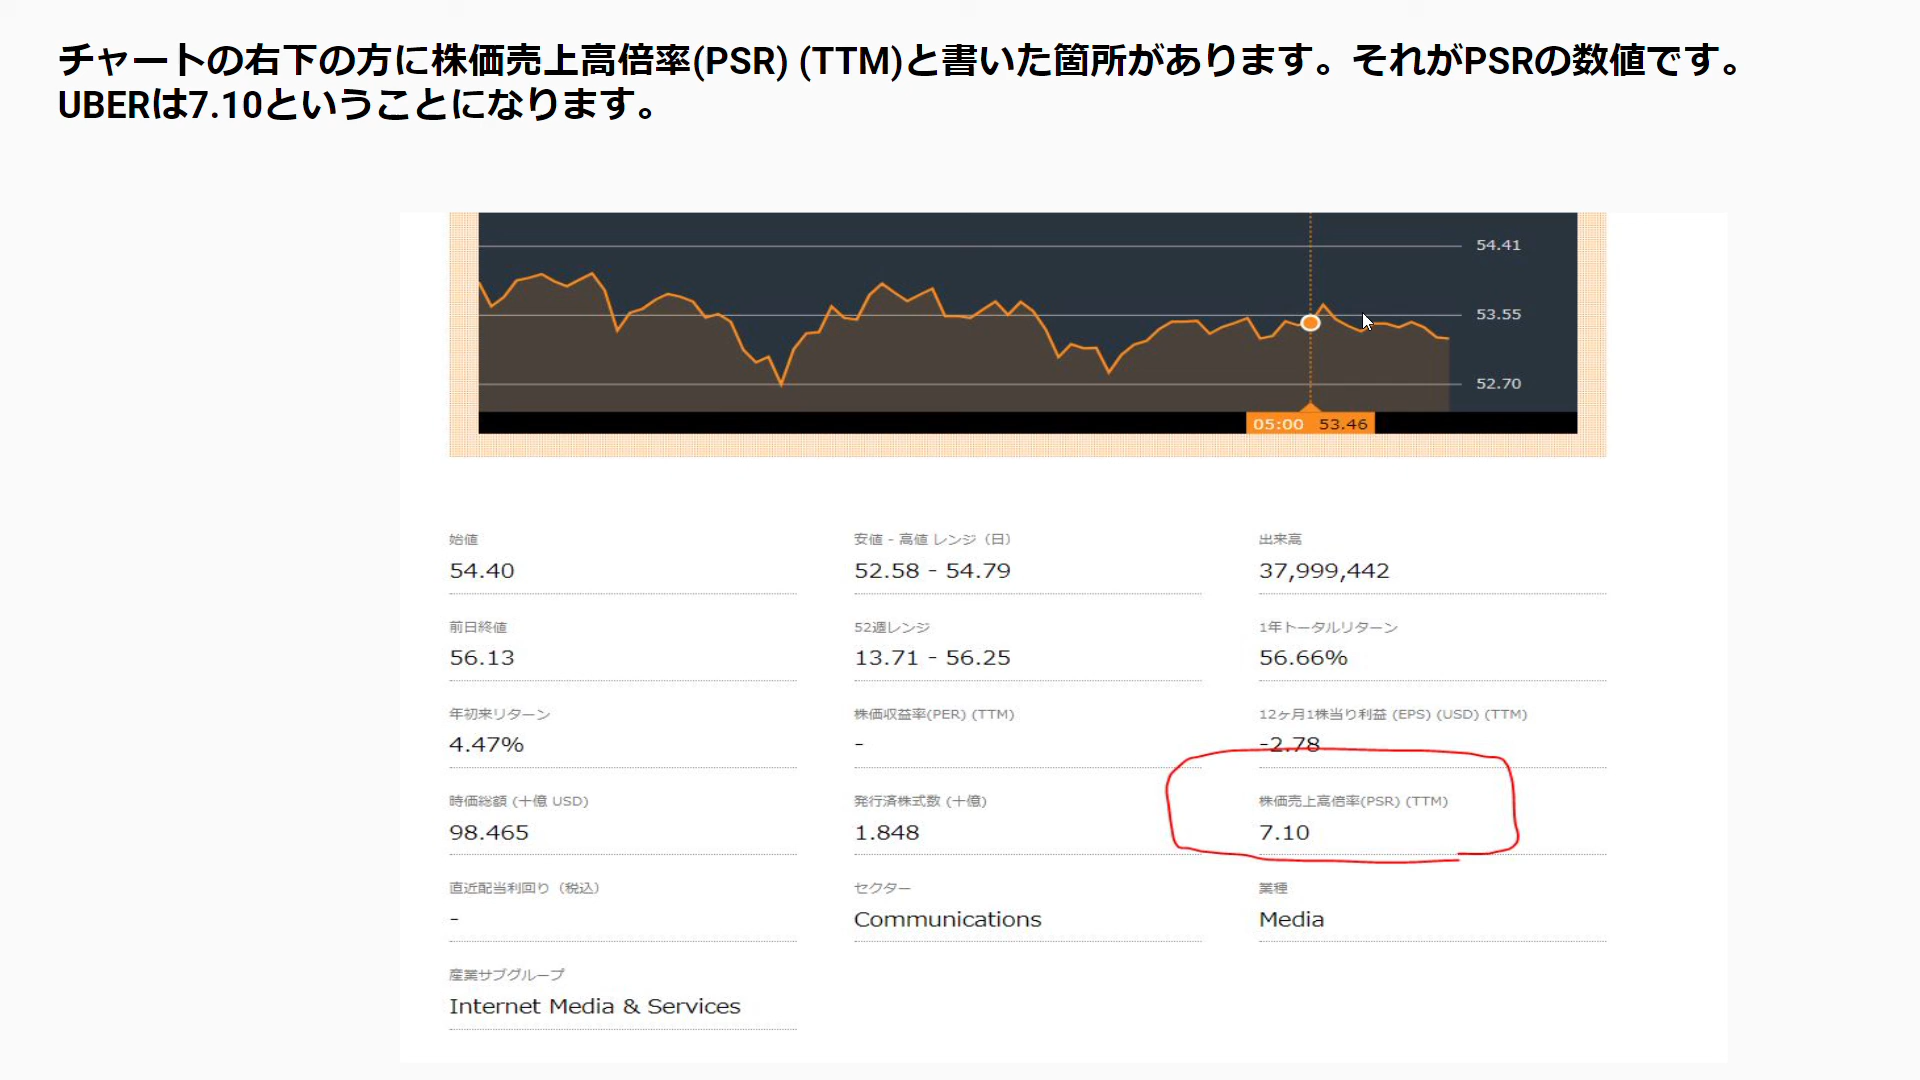 チャートの右下の方に株価売上高倍率(PSR) (TTM)と書いた箇所があります。それがPSRの数値です。
UBERは7.10ということになります。
54.41
53.55
52.70
05:00 53.46
始値
54.40
安値 - 高値 レンジ（日）
52.58 - 54.79
出来高
37,999,442
前日終値
56.13
52週レンジ
13.71 - 56.25
1年トータルリターン
56.66%
年初来リターン
4.47%
株価収益率(PER) (TTM)
-
12ヶ月1株当り利益 (EPS) (USD) (TTM)
-2.78
時価総額 (十億 USD)
98.465
発行済株式数 (十億)
1.848
株価売上高倍率(PSR) (TTM)
7.10
直近配当利回り（税込）
-
セクター
Communications
業種
Media
産業サブグループ
Internet Media & Services